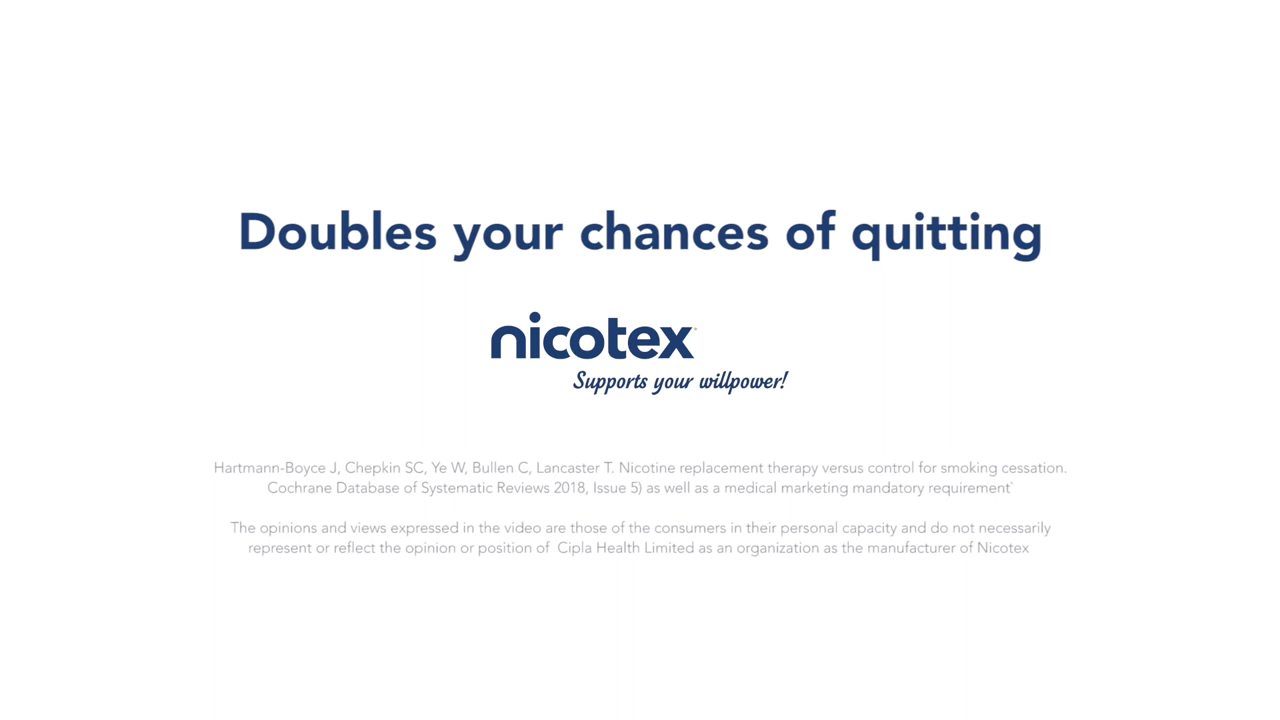 Doubles your chances of quitting
nicotex
Supports your willpower!
Hartmann-Boyce J, Chepkin SC, Ye W, Bullen C, Lancaster T. Nicotine replacement therapy versus control for smoking cessation.
Cochrane Database of Systematic Reviews 2018, Issue 5) as well as a medical marketing mandatory requirement`
The opinions and views expressed in the video are those of the consumers in their personal capacity and do not necessarily
represent or reflect the opinion or position of Cipla Health Limited as an organization as the manufacturer of Nicotex